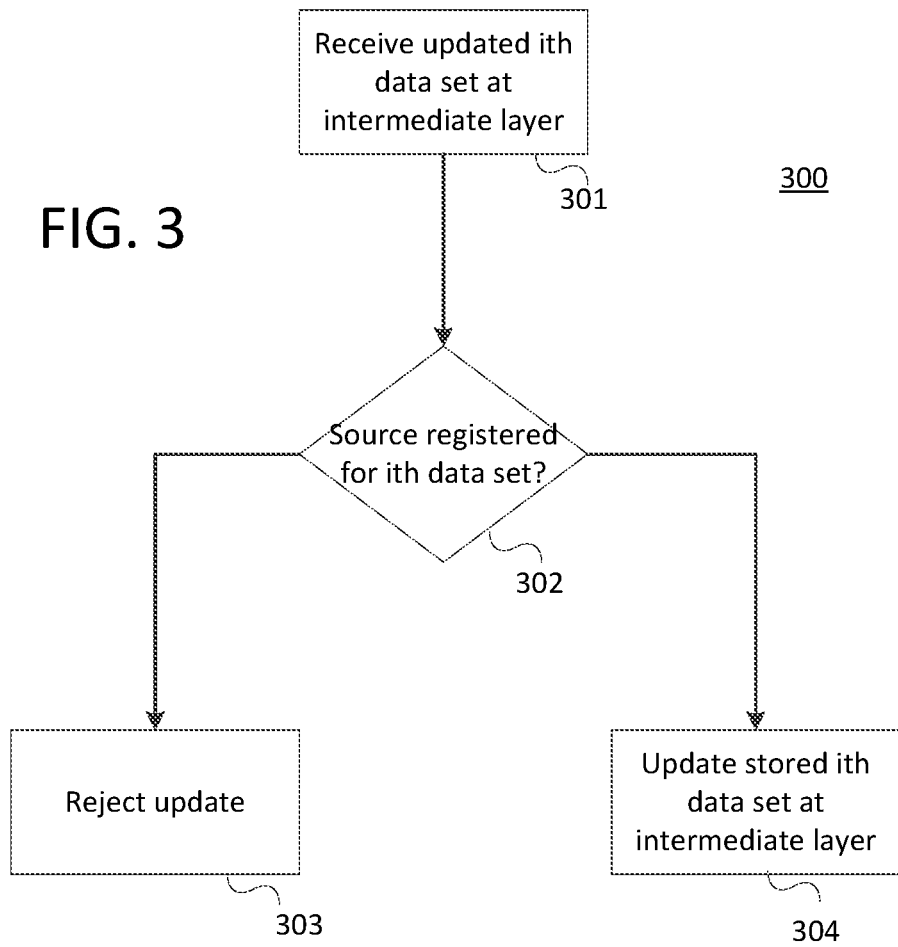 Receive updated ith
data set at
intermediate layer
301
300
FIG. 3
Source registered
for ith data set?
302
Reject update
303
Update stored ith
data set at
intermediate layer
304